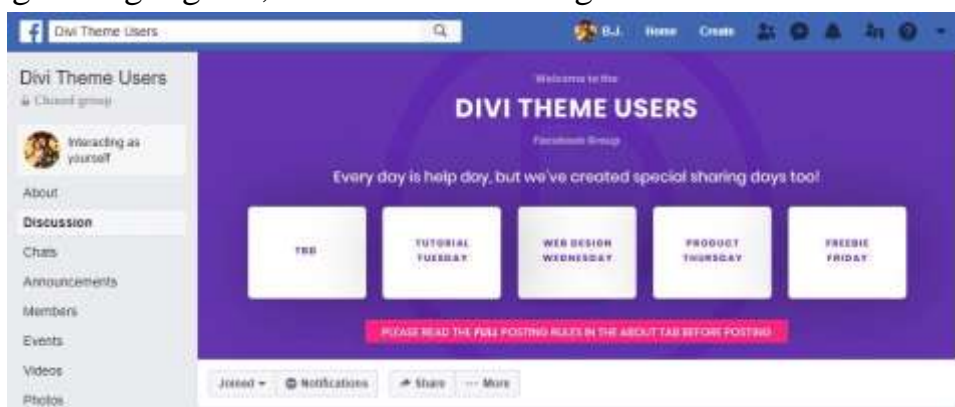 Divi Theme Users
B.J. Home Create
Divi Theme Users
Closed group
Interacting as
yourself
About
Discussion
Chats
Announcements
Members
Events
Videos
Photos
Welcome to the
DIVI THEME USERS
Facebook Group
Every day is help day, but we've created special sharing days too!
TBD
TUTORIAL
TUESDAY
WEB DESIGN
WEDNESDAY
PRODUCT
THURSDAY
FREEBIE
FRIDAY
PLEASE READ THE FULL POSTING RULES IN THE ABOUT TAB BEFORE POSTING
Joined Notifications Share More